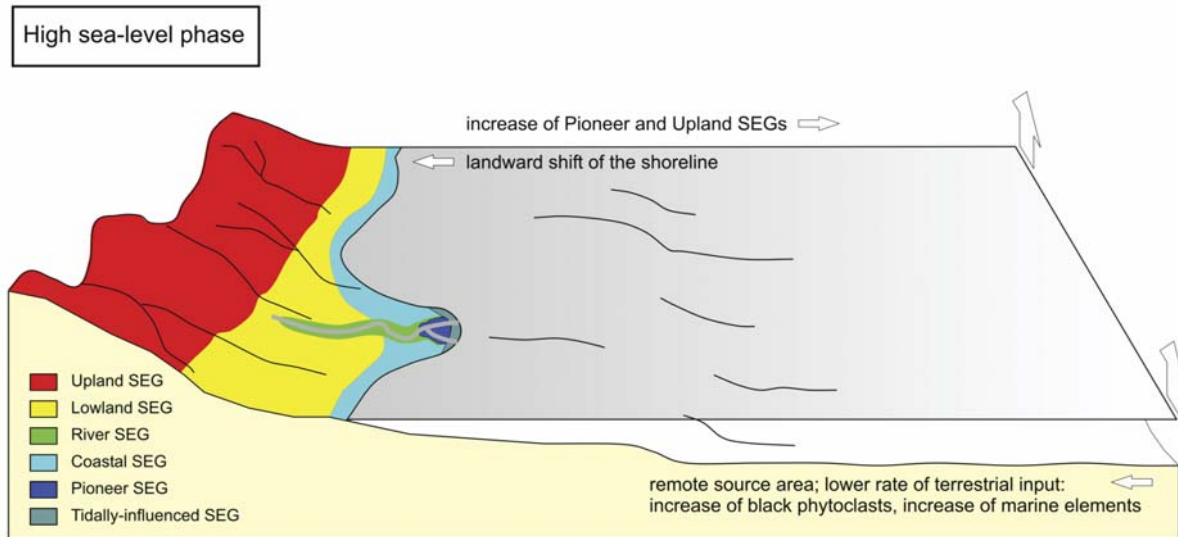 High sea-level phase
increase of Pioneer and Upland SEGs
landward shift of the shoreline
Upland SEG
Lowland SEG
River SEG
Coastal SEG
Pioneer SEG
Tidally-influenced SEG
remote source area; lower rate of terrestrial input:
increase of black phytoclasts, increase of marine elements